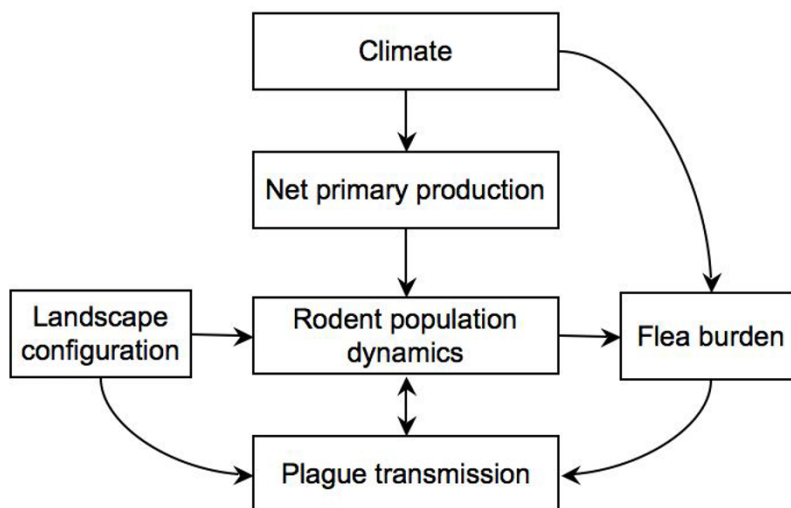 Climate
Net primary production
Landscape
configuration
Rodent population
dynamics
Flea burden
Plague transmission